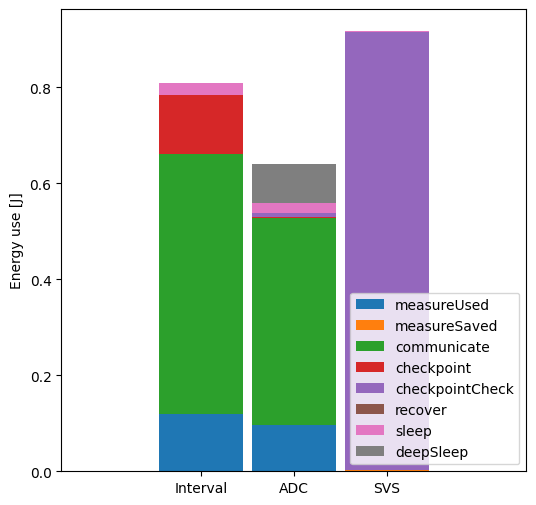 Energy use [J]
0.8
0.6
0.4
0.2
0.0
measureUsed
measureSaved
communicate
checkpoint
checkpointCheck
recover
sleep
deepSleep
Interval ADC SVS